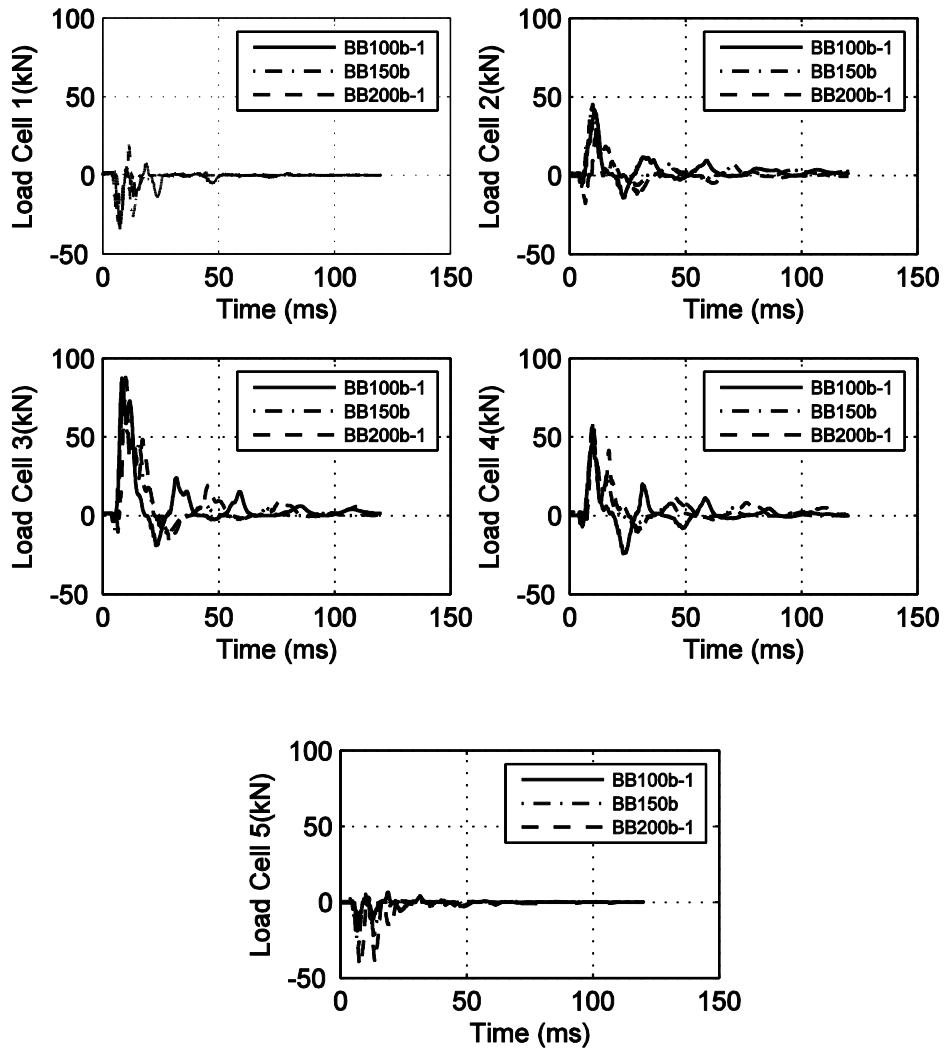 Load Cell 1(kN)
100
50
0
-50
BB100b-1
BB150b
BB200b-1
0 50 100 150
Time (ms)
Load Cell 2(kN)
100
50
0
-50
BB100b-1
BB150b
BB200b-1
0 50 100 150
Time (ms)
Load Cell 3(kN)
100
50
0
-50
BB100b-1
BB150b
BB200b-1
0 50 100 150
Time (ms)
Load Cell 4(kN)
100
50
0
-50
BB100b-1
BB150b
BB200b-1
0 50 100 150
Time (ms)
Load Cell 5(kN)
100
50
0
-50
BB100b-1
BB150b
BB200b-1
0 50 100 150
Time (ms)